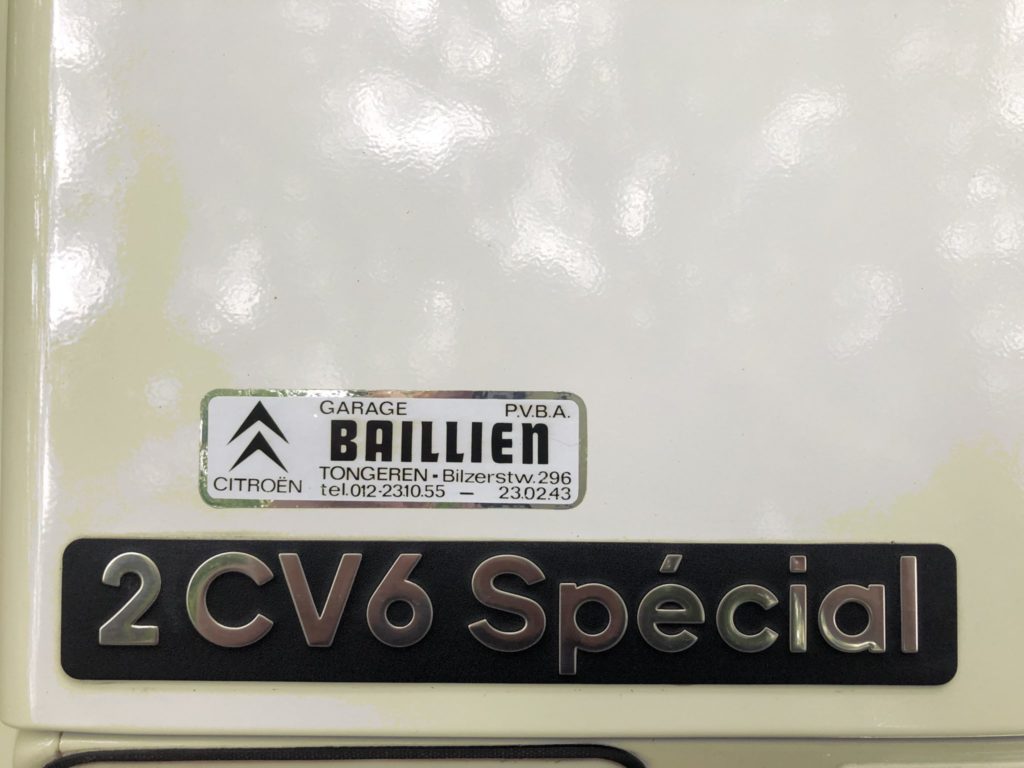 GARAGE P.V.B.A.
BAILLIEN
CITROËN
TONGEREN - Bilzerstw. 296
tel. 012-23.10.55 — 23.02.43
2CV6 Spécial